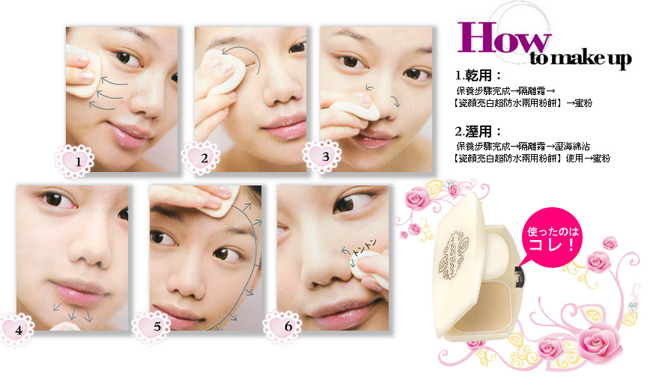 How
to make up
1.乾用：
保養步驟完成→隔離霜→
【瓷顏亮白超防水兩用粉餅】→蜜粉
2.溼用：
保養步驟完成→隔離霜→溼海綿沾
【瓷顏亮白超防水兩用粉餅】使用→蜜粉
1
2
3
4
5
6
トントン
使ったのは
コレ！